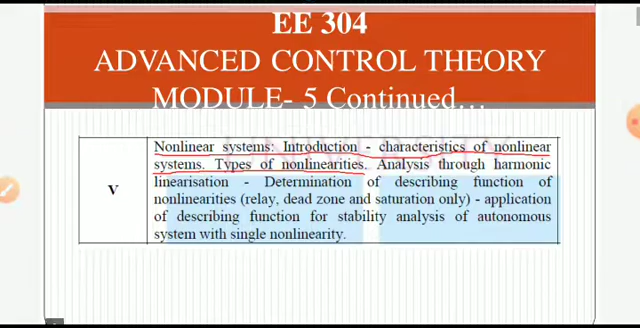 EE 304
ADVANCED CONTROL THEORY
MODULE- 5 Continued…
Nonlinear systems: Introduction - characteristics of nonlinear
systems. Types of nonlinearities. Analysis through harmonic
V
linearisation - Determination of describing function of
nonlinearities (relay, dead zone and saturation only) - application
of describing function for stability analysis of autonomous
system with single nonlinearity.